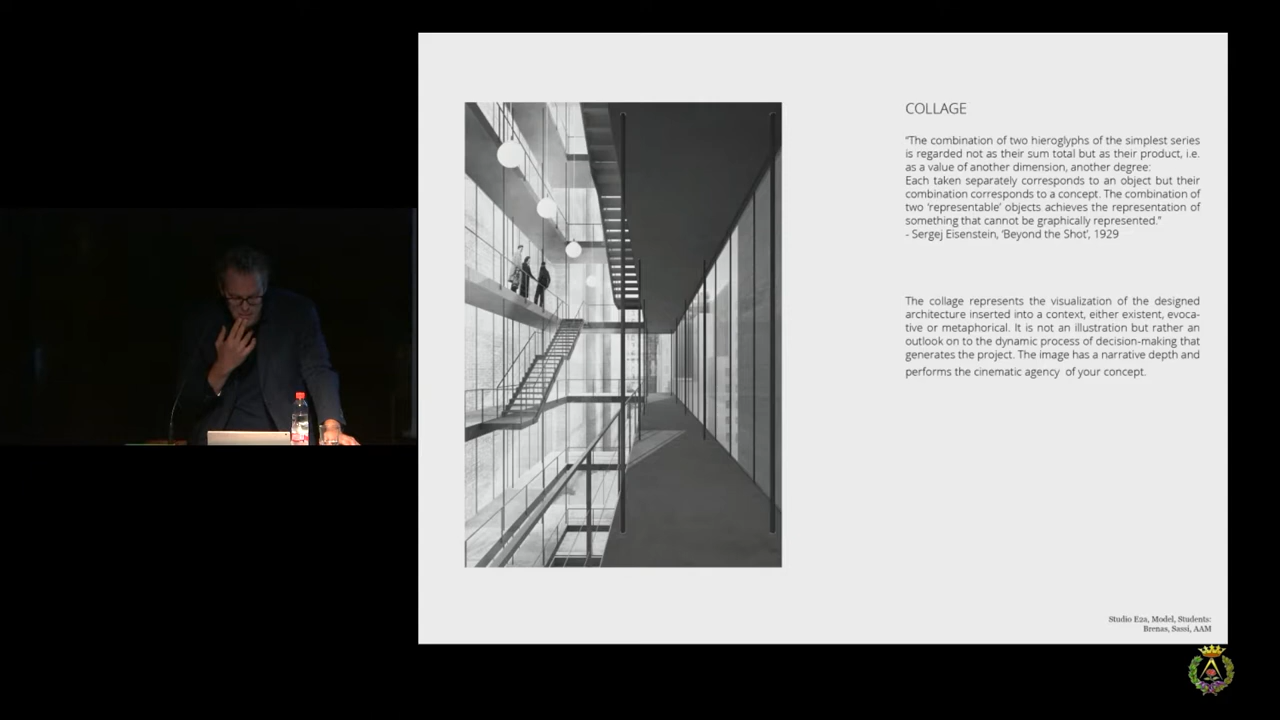 COLLAGE
"The combination of two hieroglyphs of the simplest series
is regarded not as their sum total but as their product, i.e.
as a value of another dimension, another degree:
Each taken separately corresponds to an object but their
combination corresponds to a concept. The combination of
two ‘representable’ objects achieves the representation of
something that cannot be graphically represented."
- Sergej Eisenstein, ‘Beyond the Shot’, 1929
The collage represents the visualization of the designed
architecture inserted into a context, either existent, evoca-
tive or metaphorical. It is not an illustration but rather an
outlook on to the dynamic process of decision-making that
generates the project. The image has a narrative depth and
performs the cinematic agency of your concept.
Studio E2a, Model, Students:
Brenas, Sassi, AAM